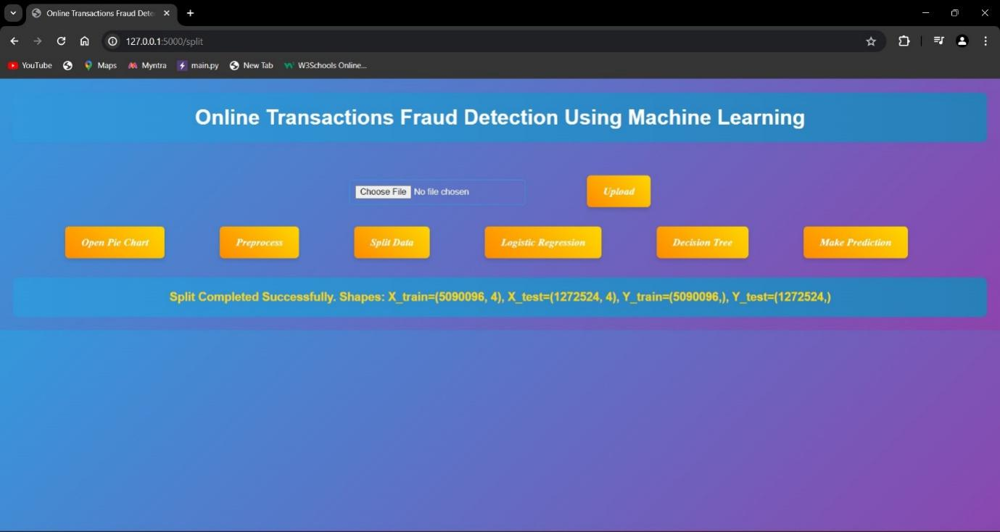 Online Transactions Fraud Dete
127.0.0.1:5000/split
YouTube Maps Myntra main.py New Tab W3Schools Online...
Online Transactions Fraud Detection Using Machine Learning
Choose File No file chosen Upload
Open Pie Chart Preprocess Split Data Logistic Regression Decision Tree Make Prediction
Split Completed Successfully. Shapes: X_train=(5090096, 4), X_test=(1272524, 4), Y_train=(5090096,), Y_test=(1272524,)